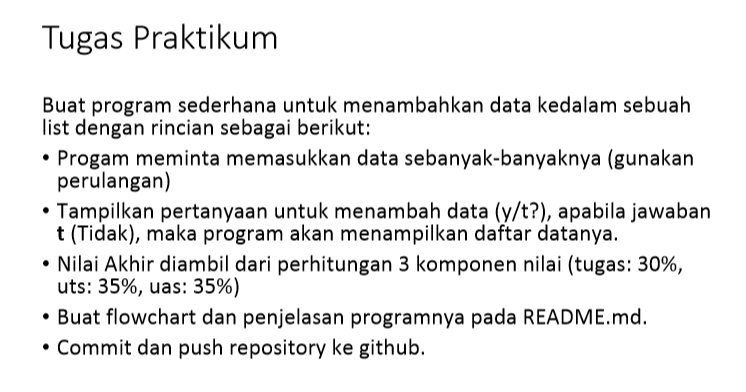 Tugas Praktikum
Buat program sederhana untuk menambahkan data kedalam sebuah
list dengan rincian sebagai berikut:
• Progam meminta memasukkan data sebanyak-banyaknya (gunakan
perulangan)
• Tampilkan pertanyaan untuk menambah data (y/t?), apabila jawaban
t (Tidak), maka program akan menampilkan daftar datanya.
• Nilai Akhir diambil dari perhitungan 3 komponen nilai (tugas: 30%,
uts: 35%, uas: 35%)
• Buat flowchart dan penjelasan programnya pada README.md.
• Commit dan push repository ke github.